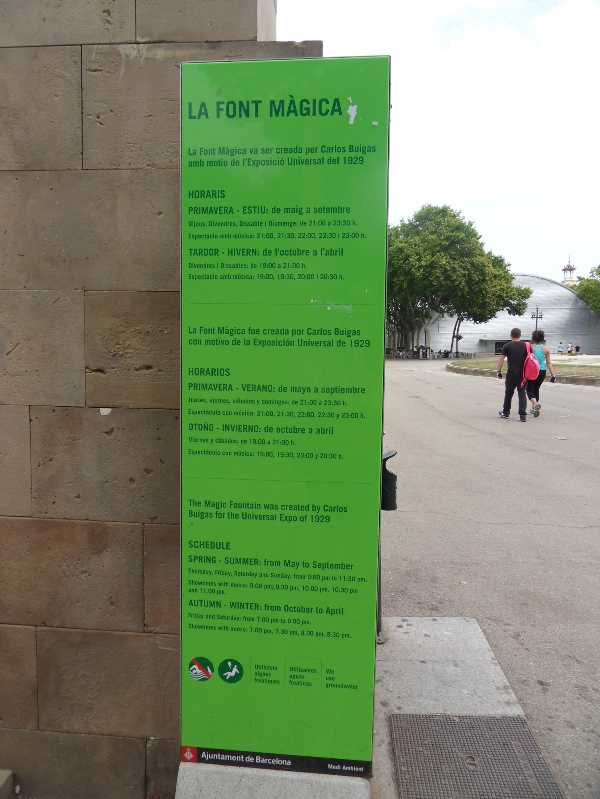 LA FONT MÀGICA
La Font Màgica va ser creada per Carlos Buigas
amb motiu de l'Exposició Universal del 1929
HORARIS
PRIMAVERA - ESTIU: de maig a setembre
Dijous, Divendres, Dissabte i Diumenge: de 21:00 a 23:30 h.
Espectacle amb música: 21:00, 21:30, 22:00, 22:30 i 23:00 h.
TARDOR - HIVERN: de l'octubre a l'abril
Divendres i Dissabtes: de 19:00 a 21:00 h.
Espectacle amb música: 19:00, 19:30, 20:00 i 20:30 h.
La Font Màgica fue creada por Carlos Buigas
con motivo de la Exposición Universal de 1929
HORARIOS
PRIMAVERA - VERANO: de mayo a septiembre
Jueves, viernes, sábados y domingos: de 21:00 a 23:30 h.
Espectáculo con música: 21:00, 21:30, 22:00, 22:30 y 23:00 h.
OTOÑO - INVIERNO: de octubre a abril
Viernes y sábados: de 19:00 a 21:00 h.
Espectáculo con música: 19:00, 19:30, 20:00 y 20:30 h.
The Magic Fountain was created by Carlos
Buigas for the Universal Expo of 1929
SCHEDULE
SPRING - SUMMER: from May to September
Thursday, Friday, Saturday and Sunday: from 9.00 pm to 11.30 pm.
Showtimes with music: 9.00 pm, 9.30 pm, 10.00 pm, 10.30 pm
and 11.00 pm.
AUTUMN - WINTER: from October to April
Friday and Saturday: from 7.00 pm to 9.00 pm.
Showtimes with music: 7.00 pm, 7.30 pm, 8.00 pm, 8.30 pm.
Utilitzem
aigües
freàtiques
Utilizamos
aguas
freáticas
We
use
groundwater
Ajuntament de Barcelona
Medi Ambient